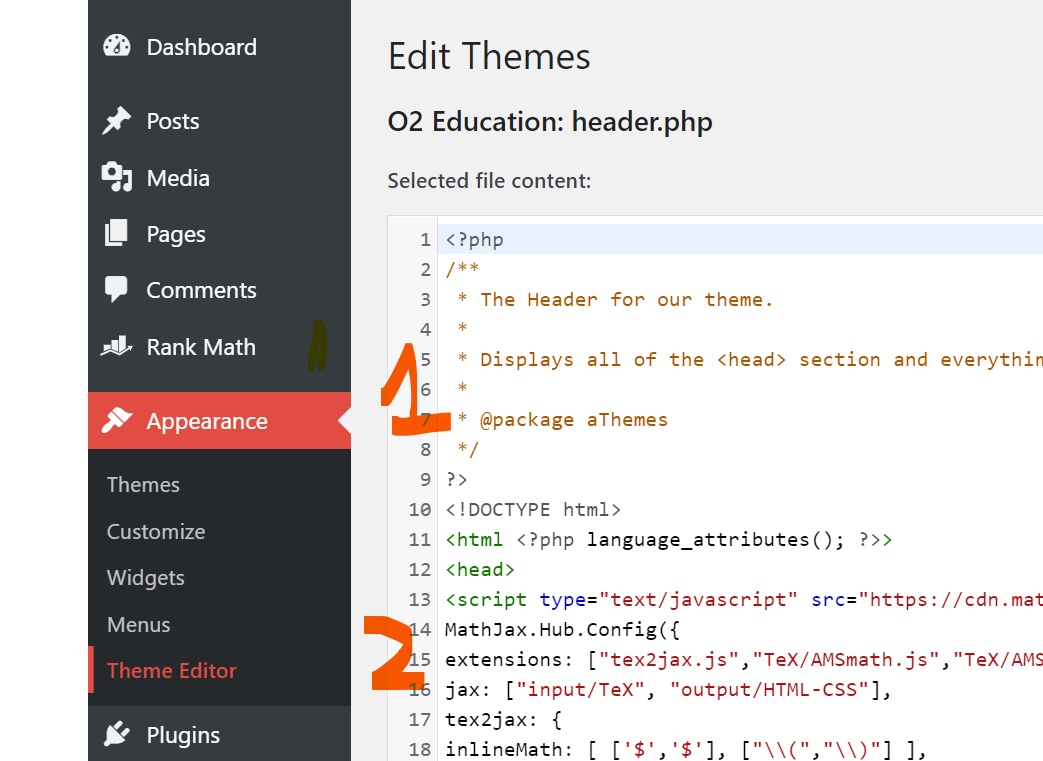 Dashboard
Posts
Media
Pages
Comments
Rank Math
Appearance
Themes
Customize
Widgets
Menus
Theme Editor
Plugins
Edit Themes
O2 Education: header.php
Selected file content:
1 <?php
2 /**
3 * The Header for our theme.
4 *
5 * Displays all of the <head> section and everythin
6 *
7 * @package aThemes
8 */
9 ?>
10 <!DOCTYPE html>
11 <html <?php language_attributes(); ?>>
12 <head>
13 <script type="text/javascript" src="https://cdn.mat
14 MathJax.Hub.Config({
15 extensions: ["tex2jax.js","TeX/AMSmath.js","TeX/AMS
16 jax: ["input/TeX", "output/HTML-CSS"],
17 tex2jax: {
18 inlineMath: [ ['$','$'], ["\\(","\\)"] ],
1
2